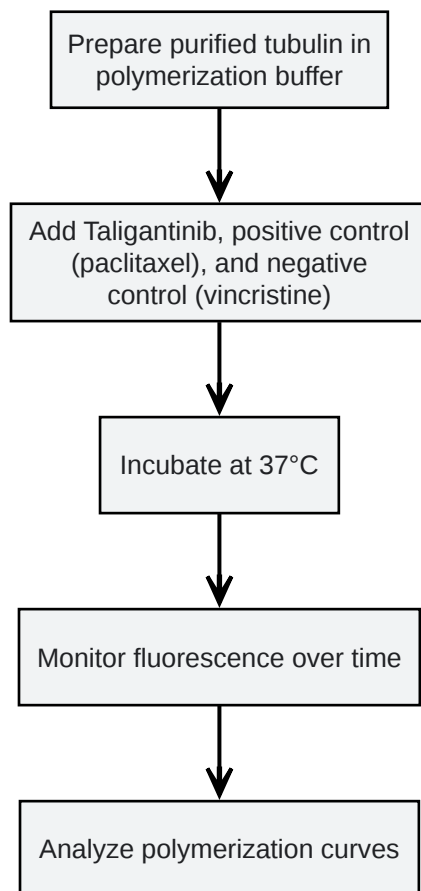 Prepare purified tubulin in
polymerization buffer
Add Taligantinib, positive control
(paclitaxel), and negative
control (vincristine)
Incubate at 37°C
Monitor fluorescence over time
Analyze polymerization curves